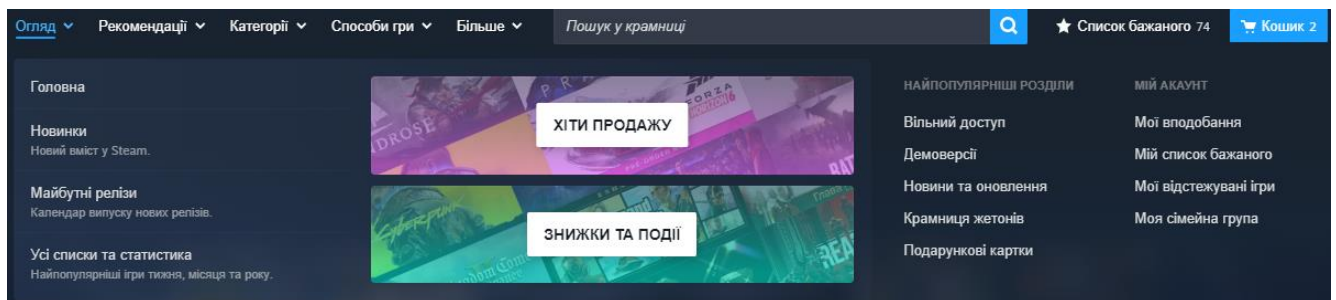 Огляд Рекомендації Категорії Способи гри Більше Пошук у крамниці Список бажаного 74 Кошик 2
Головна
Новинки
Новий вміст у Steam.
Майбутні релізи
Календар випуску нових релізів.
Усі списки та статистика
Найпопулярніші ігри тижня, місяця та року.
FORZA
HORIZON 6
ХІТИ ПРОДАЖУ
ЗНИЖКИ ТА ПОДІЇ
НАЙПОПУЛЯРНІШІ РОЗДІЛИ
Вільний доступ
Демоверсії
Новини та оновлення
Крамниця жетонів
Подарункові картки
МІЙ АКАУНТ
Мої вподобання
Мій список бажаного
Мої відстежувані ігри
Моя сімейна група